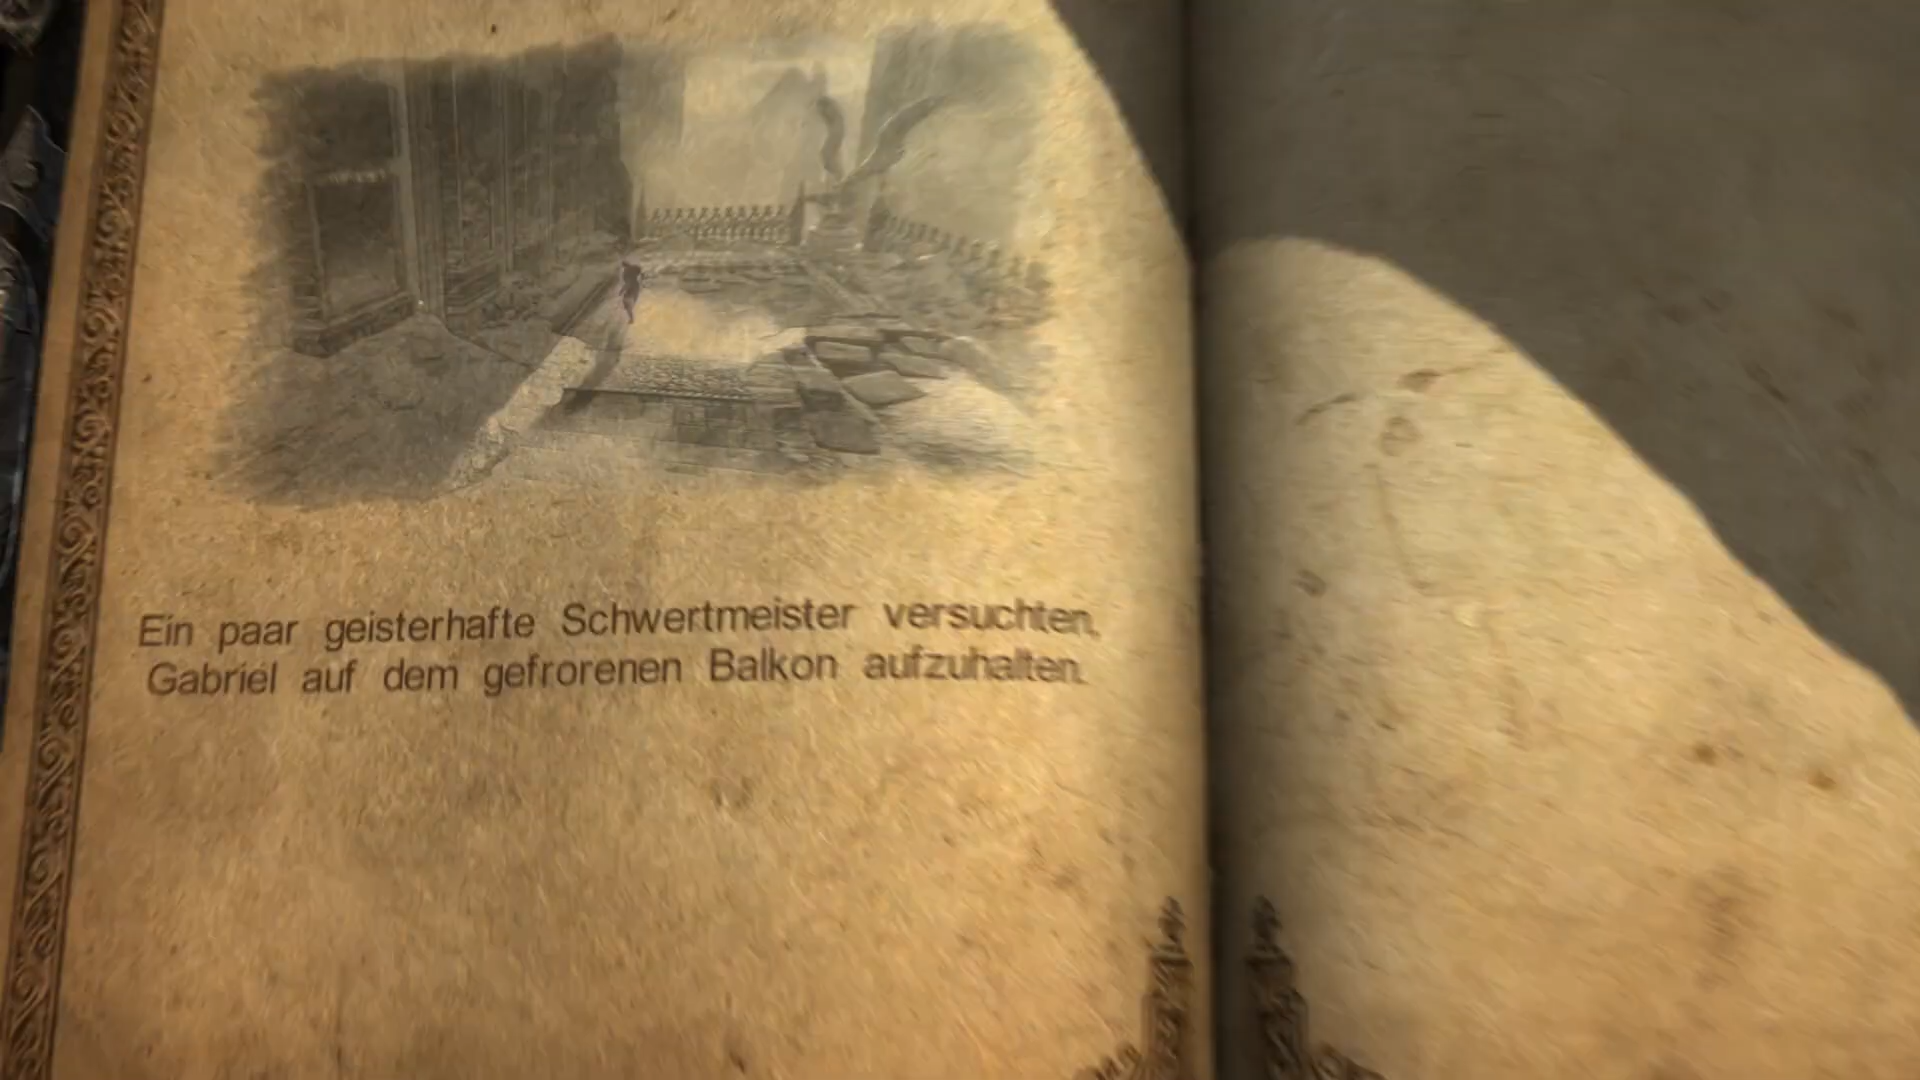 Ein paar geisterhafte Schwertmeister versuchten,
Gabriel auf dem gefrorenen Balkon aufzuhalten.